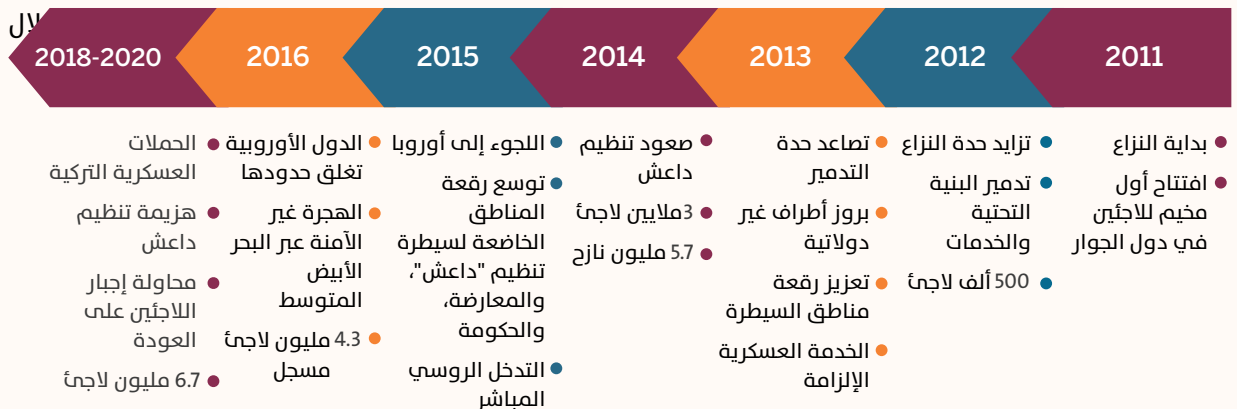 لال
2011
بداية النزاع
افتتاح أول
مخيم للاجئين
في دول الجوار
2012
تزايد حدة النزاع
تدمير البنية
التحتية
والخدمات
500 ألف لاجئ
2013
تصاعد حدة
التدمير
بروز أطراف غير
دولاتية
تعزيز رقعة
مناطق السيطرة
الخدمة العسكرية
الإلزامة
2014
صعود تنظيم
داعش
3ملايين لاجئ
5.7 مليون نازح
2015
اللجوء إلى أوروبا
توسع رقعة
المناطق
الخاضعة لسيطرة
تنظيم "داعش"،
والمعارضة،
والحكومة
التدخل الروسي
المباشر
2016
الدول الأوروبية
تغلق حدودها
الهجرة غير
الآمنة عبر البحر
الأبيض
المتوسط
4.3 مليون لاجئ
مسجل
2018-2020
الحملات
العسكرية التركية
هزيمة تنظيم
داعش
محاولة إجبار
اللاجئين على
العودة
6.7 مليون لاجئ